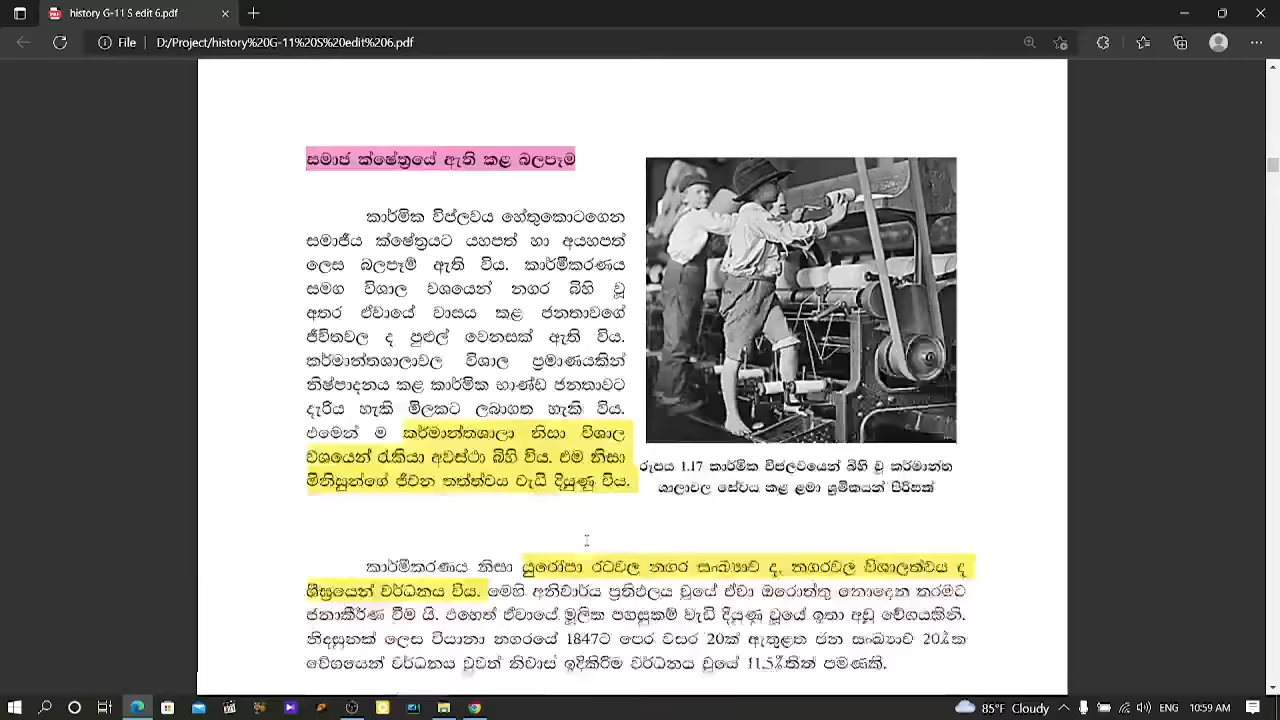 history G-11 S edit 6.pdf
File D:/Project/history%20G-11%20S%20edit%206.pdf
සමාජ ක්ෂේත්‍රයේ ඇති කළ බලපෑම
කාර්මික විප්ලවය හේතුකොටගෙන
සමාජීය ක්ෂේත්‍රයට යහපත් හා අයහපත්
ලෙස බලපෑම් ඇති විය. කාර්මීකරණය
සමග විශාල වශයෙන් නගර බිහි වූ
අතර ඒවායේ වාසය කළ ජනතාවගේ
ජීවිතවල ද පුළුල් වෙනසක් ඇති විය.
කර්මාන්තශාලාවල විශාල ප්‍රමාණයකින්
නිෂ්පාදනය කළ කාර්මික භාණ්ඩ ජනතාවට
දැරිය හැකි මිලකට ලබාගත හැකි විය.
එමෙන් ම කර්මාන්තශාලා නිසා විශාල
වශයෙන් රැකියා අවස්ථා බිහි විය. එම නිසා
මිනිසුන්ගේ ජීවන තත්ත්වය වැඩි දියුණු විය.
රූපය 1.17 කාර්මික විප්ලවයෙන් බිහි වූ කර්මාන්ත
ශාලාවල සේවය කළ ළමා ශ්‍රමිකයන් පිරිසක්
කාර්මීකරණය නිසා යුරෝපා රටවල නගර සංඛ්‍යාව ද, නගරවල විශාලත්වය ද
ශීඝ්‍රයෙන් වර්ධනය විය. මෙහි අනිවාර්ය ප්‍රතිඵලය වූයේ ඒවා ඔරොත්තු නොදෙන තරමට
ජනාකීර්ණ වීම යි. එහෙත් ඒවායේ මූලික පහසුකම් වැඩි දියුණු වූයේ ඉතා අඩු වේගයකිනි.
නිදසුනක් ලෙස වියානා නගරයේ 1847ට පෙර වසර 20ක් ඇතුළත ජන සංඛ්‍යාව 20%ක
වේගයෙන් වර්ධනය වුවත් නිවාස ඉදිකිරීම වර්ධනය වූයේ 11.5%කින් පමණකි.
85°F Cloudy ENG 10:59 AM